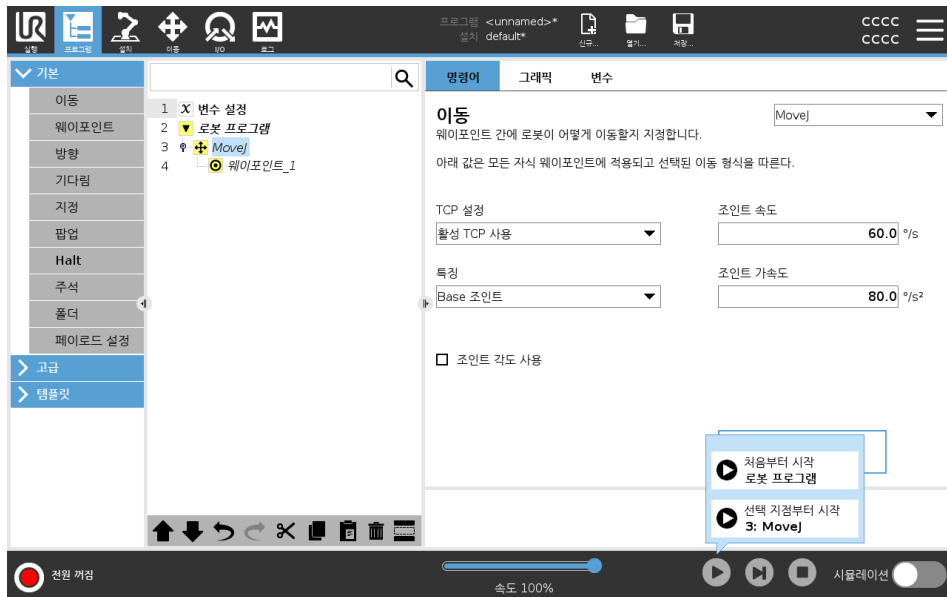 UR
실행
프로그램
설치
이동
I/O
로그
프로그램 <unnamed>*
설치 default*
신규...
열기...
저장...
CCCC
CCCC
기본
이동
웨이포인트
방향
기다림
지정
팝업
Halt
주석
폴더
페이로드 설정
고급
템플릿
1 X 변수 설정
2 로봇 프로그램
3 MoveJ
4 웨이포인트_1
명령어 그래픽 변수
이동
MoveJ
웨이포인트 간에 로봇이 어떻게 이동할지 지정합니다.
아래 값은 모든 자식 웨이포인트에 적용되고 선택된 이동 형식을 따른다.
TCP 설정
활성 TCP 사용
조인트 속도
60.0 °/s
특징
Base 조인트
조인트 가속도
80.0 °/s²
조인트 각도 사용
처음부터 시작
로봇 프로그램
선택 지점부터 시작
3: MoveJ
전원 꺼짐
속도 100%
시뮬레이션